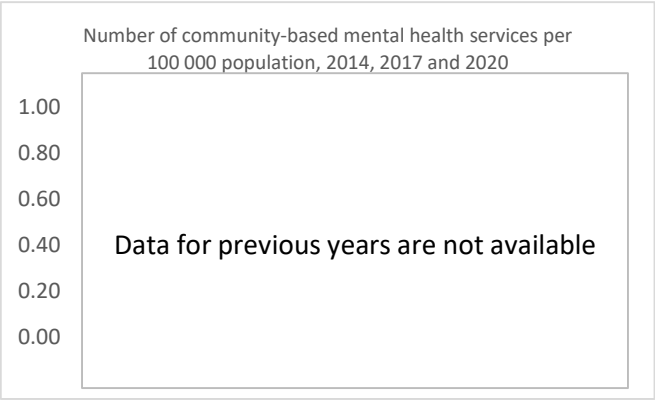 Number of community-based mental health services per
100 000 population, 2014, 2017 and 2020
1.00
0.80
0.60
0.40
Data for previous years are not available
0.20
0.00